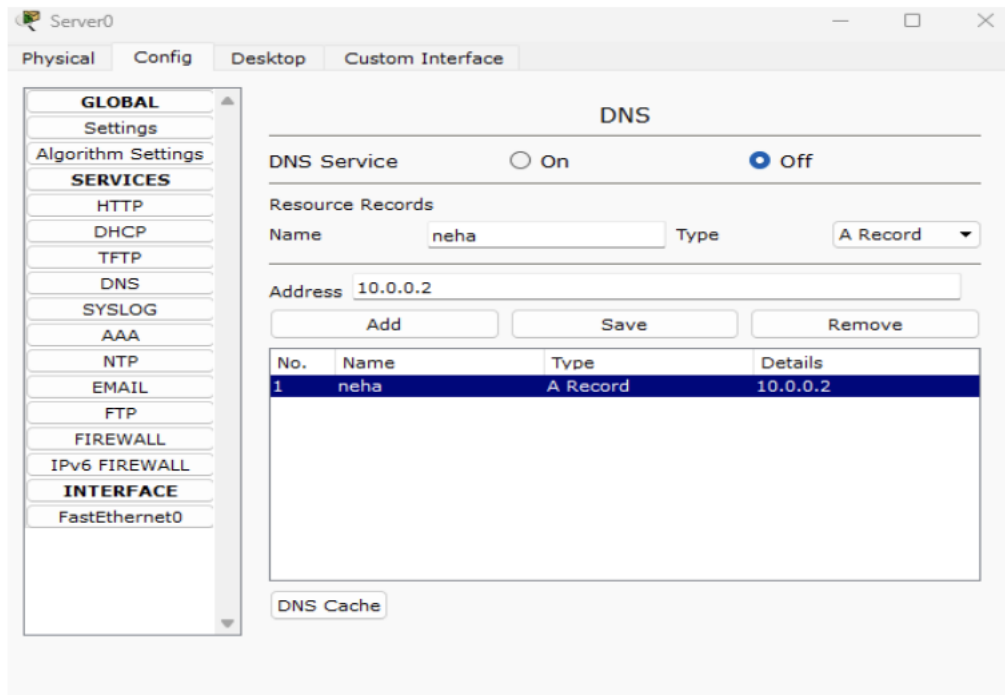 Server0
Physical Config Desktop Custom Interface
GLOBAL
Settings
Algorithm Settings
SERVICES
HTTP
DHCP
TFTP
DNS
SYSLOG
AAA
NTP
EMAIL
FTP
FIREWALL
IPv6 FIREWALL
INTERFACE
FastEthernet0
DNS
DNS Service On Off
Resource Records
Name neha Type A Record
Address 10.0.0.2
Add Save Remove
No. Name Type Details
1 neha A Record 10.0.0.2
DNS Cache